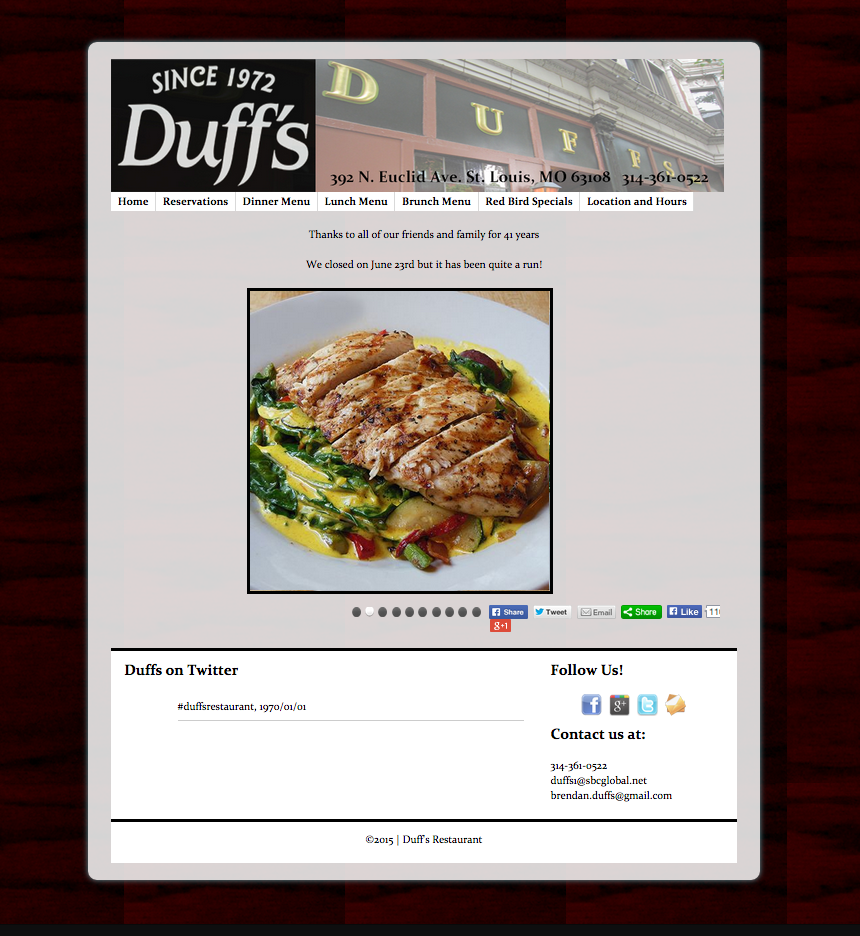 SINCE 1972
Duff's
DUFFS
392 N. Euclid Ave. St. Louis, MO 63108 314-361-0522
Home Reservations Dinner Menu Lunch Menu Brunch Menu Red Bird Specials Location and Hours
Thanks to all of our friends and family for 41 years
We closed on June 23rd but it has been quite a run!
Share Tweet Email Share Like
g+1
Duffs on Twitter
#duffsrestaurant, 1970/01/01
Follow Us!
f g+ t
Contact us at:
314-361-0522
duffs1@sbcglobal.net
brendan.duffs@gmail.com
©2015 | Duff's Restaurant